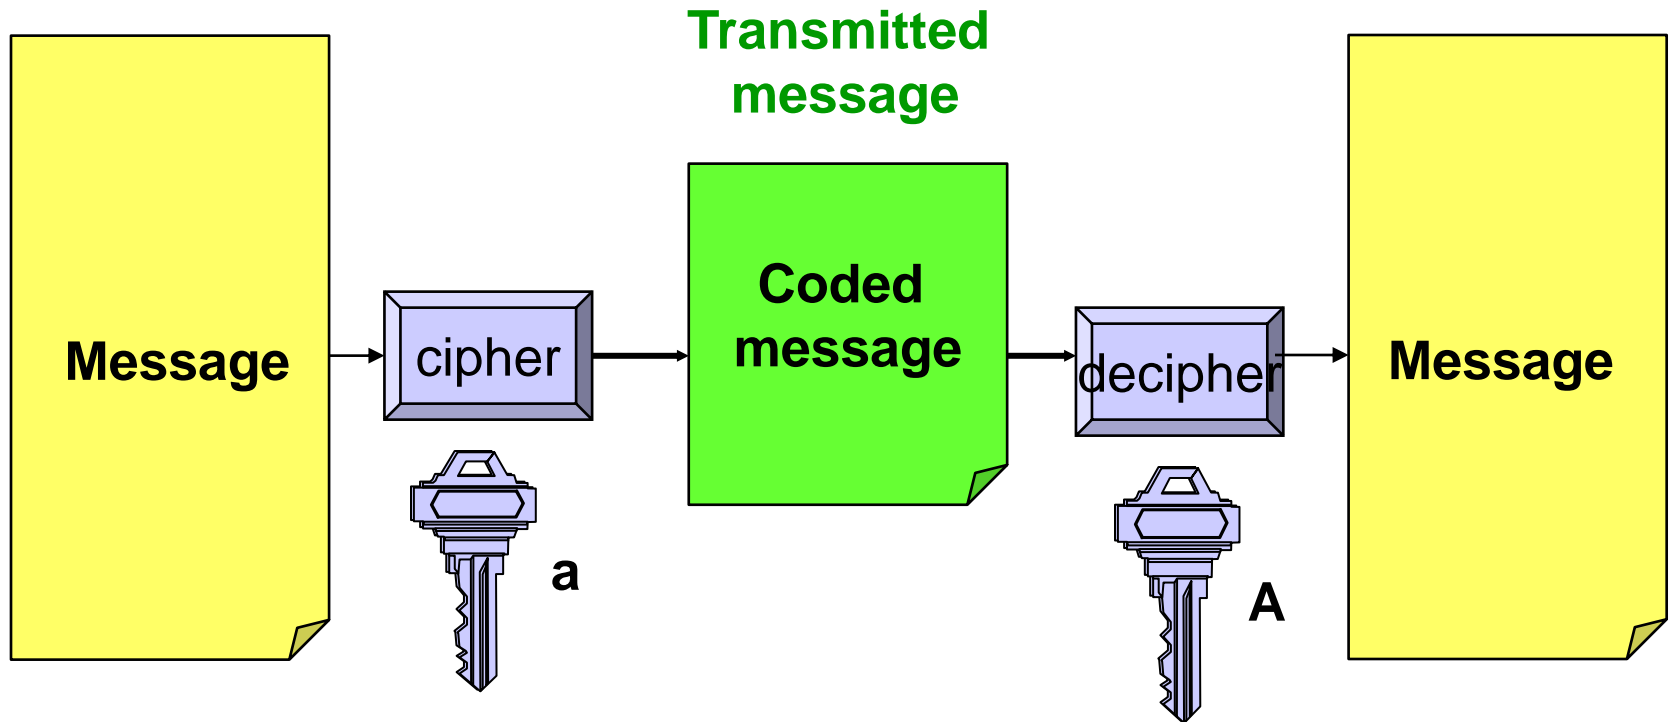 Transmitted
message
Message
cipher
Coded
message
decipher
Message
a
A